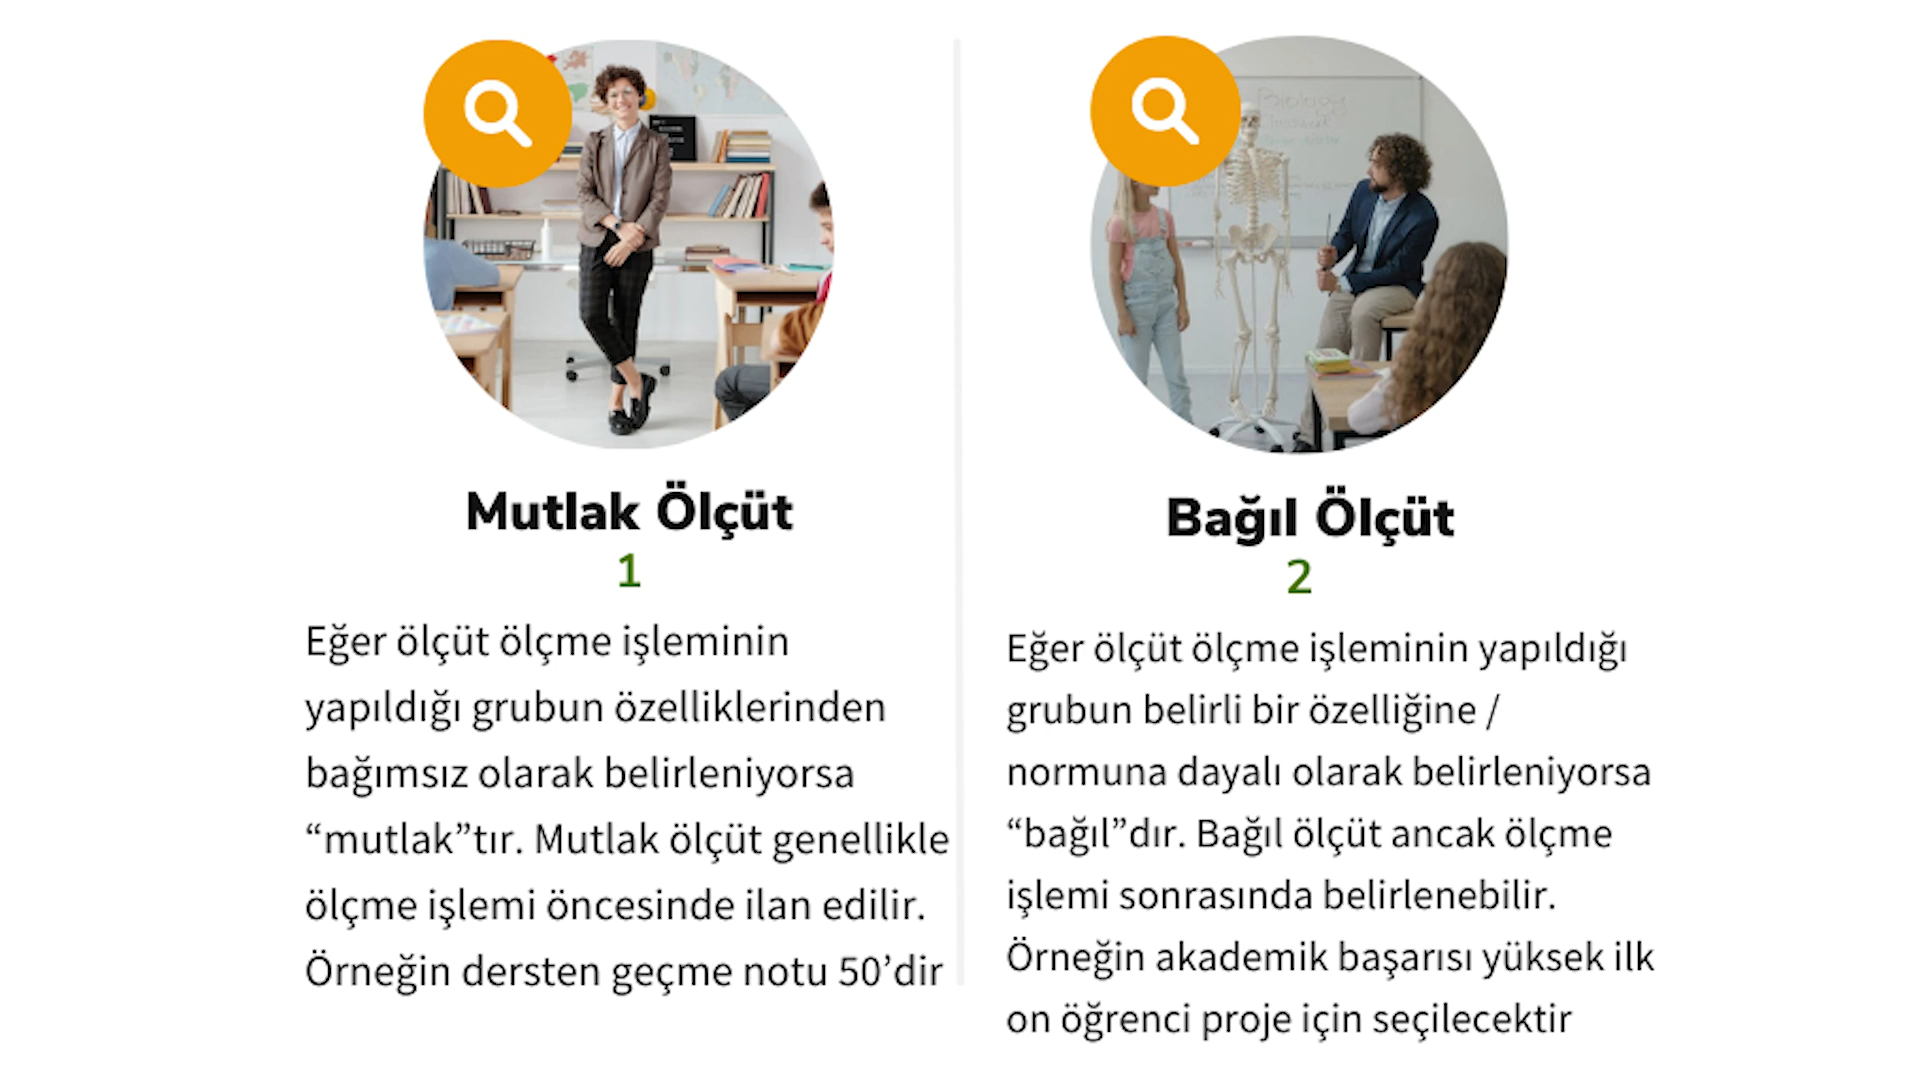 Mutlak Ölçüt
1
Eğer ölçüt ölçme işleminin
yapıldığı grubun özelliklerinden
bağımsız olarak belirleniyorsa
“mutlak”tır. Mutlak ölçüt genellikle
ölçme işlemi öncesinde ilan edilir.
Örneğin dersten geçme notu 50’dir
Biology
Bağıl Ölçüt
2
Eğer ölçüt ölçme işleminin yapıldığı
grubun belirli bir özelliğine /
normuna dayalı olarak belirleniyorsa
“bağıl”dır. Bağıl ölçüt ancak ölçme
işlemi sonrasında belirlenebilir.
Örneğin akademik başarısı yüksek ilk
on öğrenci proje için seçilecektir